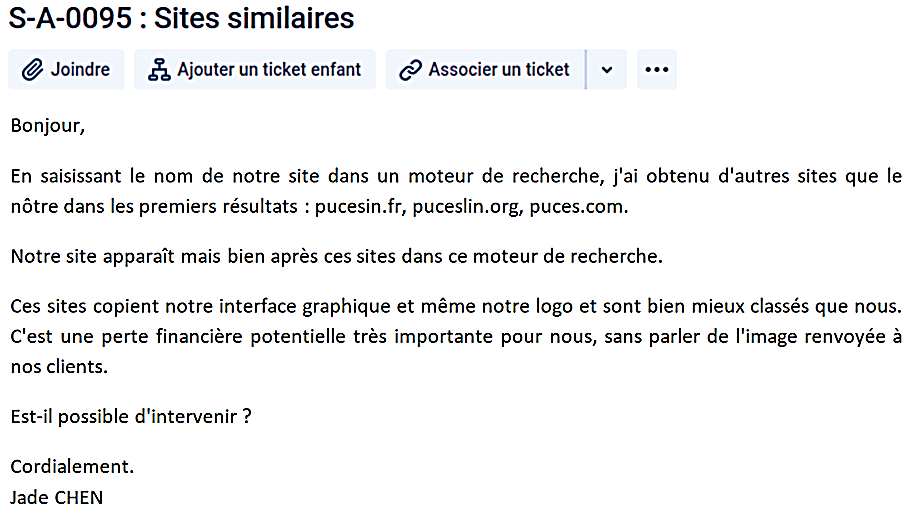 S-A-0095 : Sites similaires
Joindre
Ajouter un ticket enfant
Associer un ticket
Bonjour,
En saisissant le nom de notre site dans un moteur de recherche, j'ai obtenu d'autres sites que le
nôtre dans les premiers résultats : pucesin.fr, puceslin.org, puces.com.
Notre site apparaît mais bien après ces sites dans ce moteur de recherche.
Ces sites copient notre interface graphique et même notre logo et sont bien mieux classés que nous.
C'est une perte financière potentielle très importante pour nous, sans parler de l'image renvoyée à
nos clients.
Est-il possible d'intervenir ?
Cordialement.
Jade CHEN